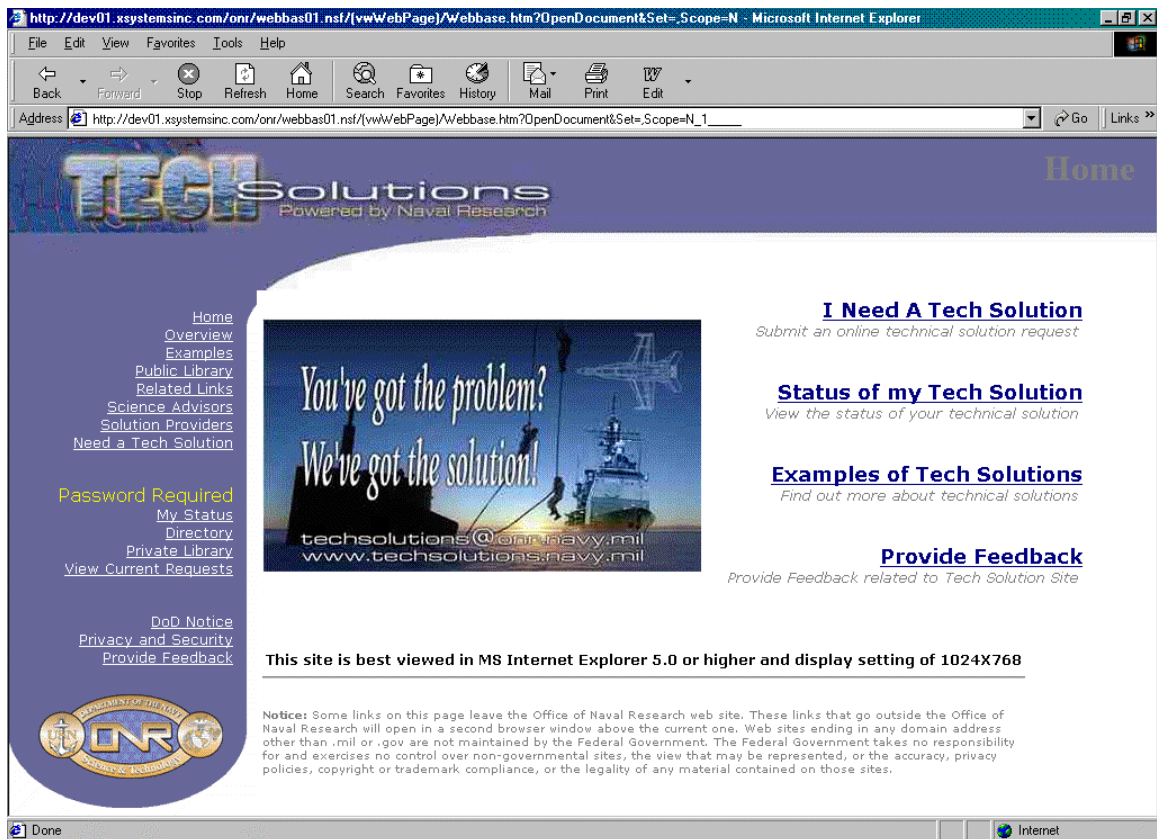 http://dev01.xsystemsinc.com/onr/webbas01.nsf/(vwWebPage)/Webbase.htm?OpenDocument&Set=,Scope=N - Microsoft Internet Explorer
File Edit View Favorites Tools Help
Back Forward Stop Refresh Home Search Favorites History Mail Print Edit
Address http://dev01.xsystemsinc.com/onr/webbas01.nsf/(vwWebPage)/Webbase.htm?OpenDocument&Set=,Scope=N_1_____ Go Links »
TECH Solutions
Powered by Naval Research
Home
Home
Overview
Examples
Public Library
Related Links
Science Advisors
Solution Providers
Need a Tech Solution
Password Required
My Status
Directory
Private Library
View Current Requests
DoD Notice
Privacy and Security
Provide Feedback
DEPARTMENT OF THE NAVY
ONR
Science & Technology
You've got the problem?
We've got the solution!
techsolutions@onr.navy.mil
www.techsolutions.navy.mil
I Need A Tech Solution
Submit an online technical solution request
Status of my Tech Solution
View the status of your technical solution
Examples of Tech Solutions
Find out more about technical solutions
Provide Feedback
Provide Feedback related to Tech Solution Site
This site is best viewed in MS Internet Explorer 5.0 or higher and display setting of 1024X768
Notice: Some links on this page leave the Office of Naval Research web site. These links that go outside the Office of
Naval Research will open in a second browser window above the current one. Web sites ending in any domain address
other than .mil or .gov are not maintained by the Federal Government. The Federal Government takes no responsibility
for and exercises no control over non-governmental sites, the view that may be represented, or the accuracy, privacy
policies, copyright or trademark compliance, or the legality of any material contained on those sites.
Done
Internet